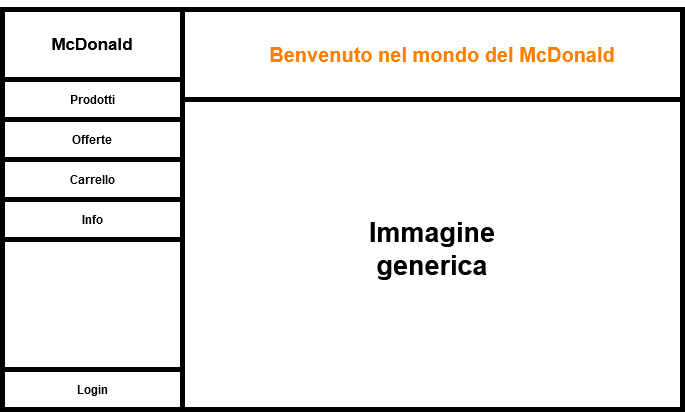 McDonald
Benvenuto nel mondo del McDonald
Prodotti
Offerte
Carrello
Info
Immagine
generica
Login